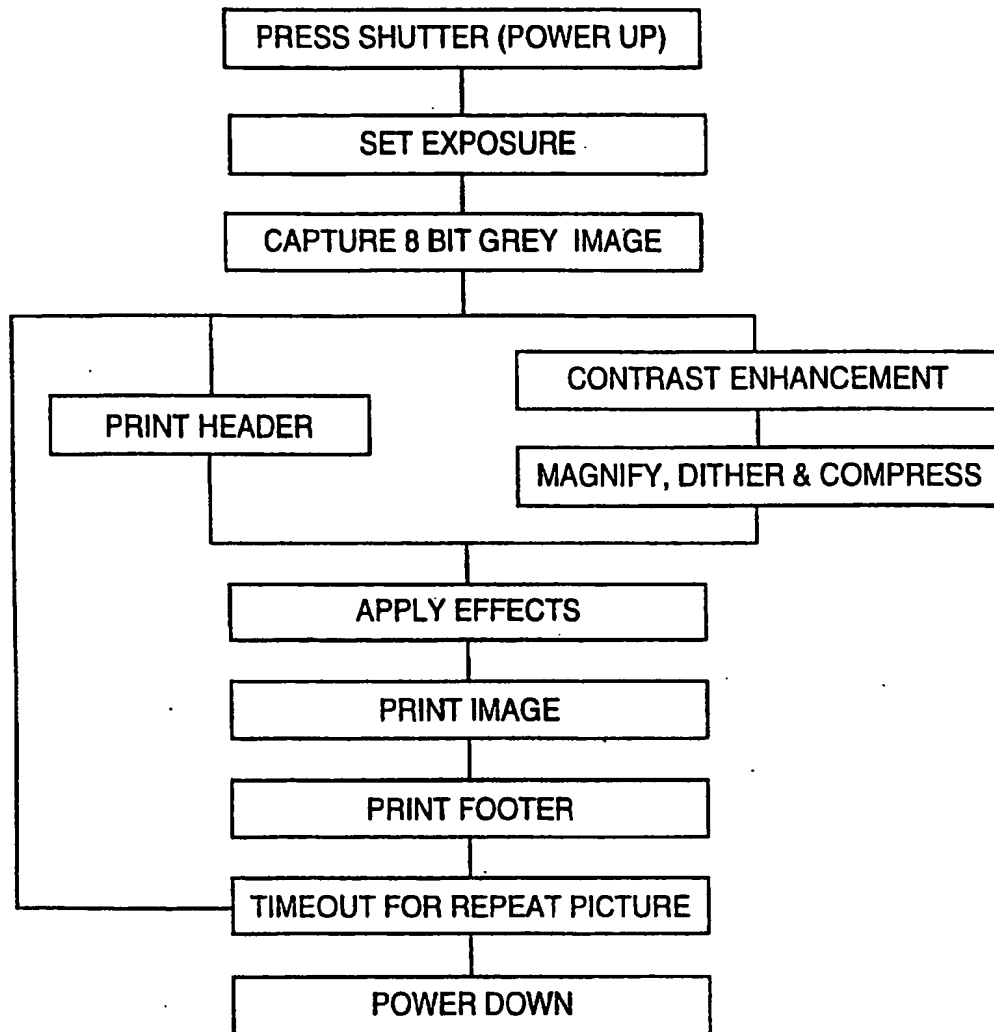 PRESS SHUTTER (POWER UP)
SET EXPOSURE
CAPTURE 8 BIT GREY IMAGE
CONTRAST ENHANCEMENT
PRINT HEADER
MAGNIFY, DITHER & COMPRESS
APPLY EFFECTS
PRINT IMAGE
PRINT FOOTER
TIMEOUT FOR REPEAT PICTURE
POWER DOWN